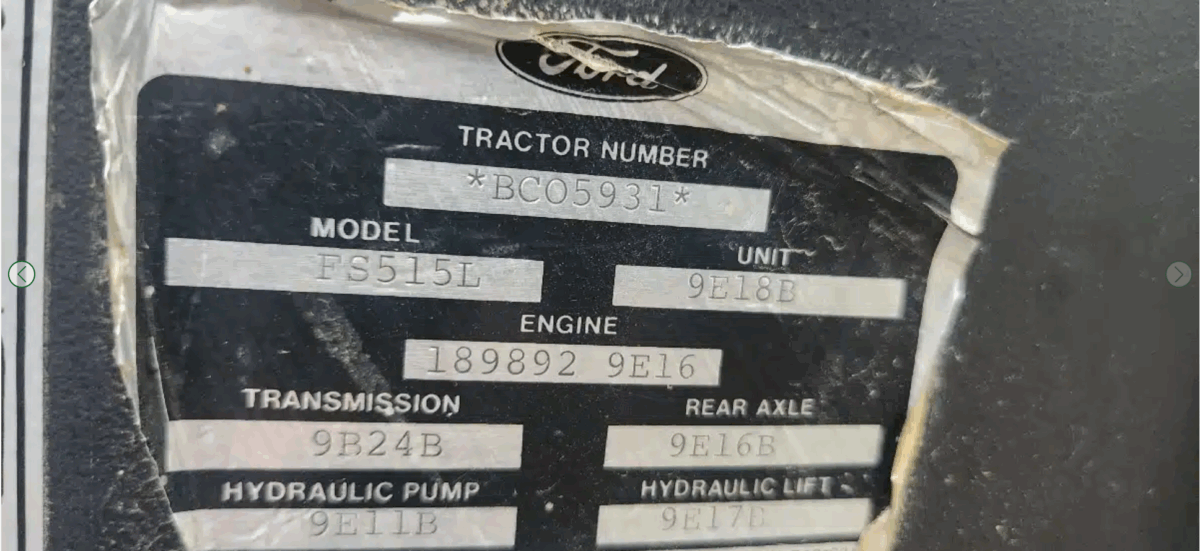 Ford
TRACTOR NUMBER
*BC05931*
MODEL
UNIT
FS515L
9E18B
ENGINE
189892 9E16
TRANSMISSION
REAR AXLE
9B24B
9E16B
HYDRAULIC PUMP
HYDRAULIC LIFT
9E11B
9E17B